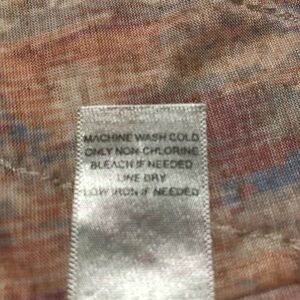 MACHINE WASH COLD
ONLY NON-CHLORINE
BLEACH IF NEEDED
LINE DRY
LOW IRON IF NEEDED